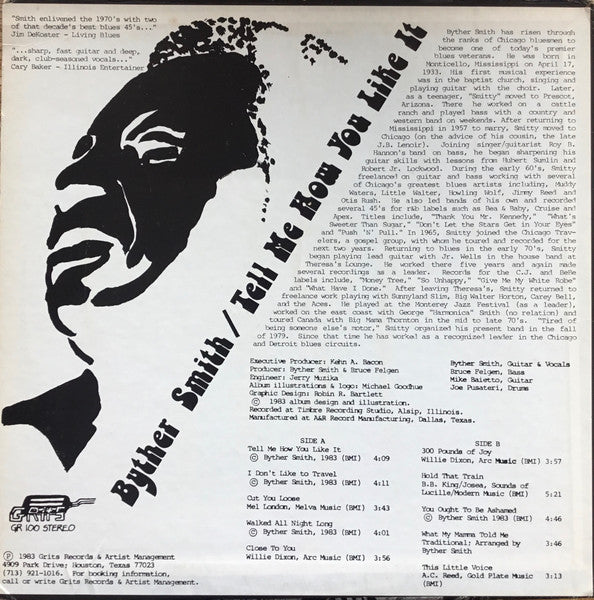 "Smith enlivened the 1970's with two
of that decade's best blues 45's..."
Jim DeKoster - Living Blues
"...sharp, fast guitar and deep,
dark, club-seasoned vocals..."
Cary Baker - Illinois Entertainer
Byther Smith / Tell Me How You Like It
Byther Smith has risen through
the ranks of Chicago bluesmen to
become one of today's premier
blues veterans. He was born in
Monticello, Mississippi on April 17,
1933. His first musical experience
was in the baptist church, singing and
playing guitar with the choir. Later,
as a teenager, "Smitty" moved to Prescot,
Arizona. There he worked on a cattle
ranch and played bass with a country and
western band on weekends. After returning to
Mississippi in 1957 to marry, Smitty moved to
Chicago (on the advice of his cousin, the late
J.B. Lenoir). Joining singer/guitarist Roy B.
Hannon's band on bass, he began sharpening his
guitar skills with lessons from Hubert Sumlin and
Robert Jr. Lockwood. During the early 60's, Smitty
freelanced on guitar and bass working with several
of Chicago's greatest blues artists including, Muddy
Waters, Little Walter, Howling Wolf, Jimmy Reed and
Otis Rush. He also led bands of his own and recorded
several 45's for r&b labels such as Bea & Baby, Cruise and
Apex. Titles include, "Thank You Mr. Kennedy," "What's
Sweeter Than Sugar," "Don't Let the Stars Get in Your Eyes"
and "Push 'N' Pull." In 1965, Smitty joined the Chicago Trav-
elers, a gospel group, with whom he toured and recorded for the
next two years. Returning to blues in the early 70's, Smitty
began playing lead guitar with Jr. Wells in the house band at
Theresa's Lounge. He worked there five years and again made
several recordings as a leader. Records for the C.J. and BeBe
labels include, "Money Tree," "So Unhappy," "Give Me My White Robe"
and "What Have I Done." After leaving Theresa's, Smitty returned to
freelance work playing with Sunnyland Slim, Big Walter Horton, Carey Bell,
and the Aces. He played at the Monterey Jazz Festival (as a leader),
worked on the east coast with George "Harmonica" Smith (no relation) and
toured Canada with Big Mama Thornton in the mid to late 70's. "Tired of
being someone else's motor," Smitty organized his present band in the fall
of 1979. Since that time he has worked as a recognized leader in the Chicago
and Detroit blues circuits.
Executive Producer: Kehn A. Bacon
Producer: Byther Smith & Bruce Felgen
Engineer: Jerry Muzika
Album illustrations & logo: Michael Goodhue
Graphic Design: Robin R. Bartlett
© 1983 album design and illustration.
Recorded at Timbre Recording Studio, Alsip, Illinois.
Manufactured at A&R Record Manufacturing, Dallas, Texas.
Byther Smith, Guitar & Vocals
Bruce Felgen, Bass
Mike Baietto, Guitar
Joe Pusateri, Drums
SIDE A
Tell Me How You Like It
© Byther Smith, 1983 (BMI) 4:09
I Don't Like to Travel
© Byther Smith, 1983 (BMI) 4:11
Cut You Loose
Mel London, Melva Music (BMI) 3:43
Walked All Night Long
© Byther Smith, 1983 (BMI) 4:01
Close To You
Willie Dixon, Arc Music (BMI) 3:56
SIDE B
300 Pounds of Joy
Willie Dixon, Arc Music (BMI) 3:57
Hold That Train
B.B. King/Josea, Sounds of
Lucille/Modern Music (BMI) 5:21
You Ought To Be Ashamed
© Byther Smith 1983 (BMI) 4:46
What My Mamma Told Me
Traditional; Arranged by 3:46
Byther Smith
This Little Voice
A.C. Reed, Gold Plate Music 3:13
(BMI)
GRITS
GR 100 STEREO
℗ 1983 Grits Records & Artist Management
4909 Park Drive; Houston, Texas 77023
(713) 921-1016. For booking information,
call or write Grits Records & Artist Management.